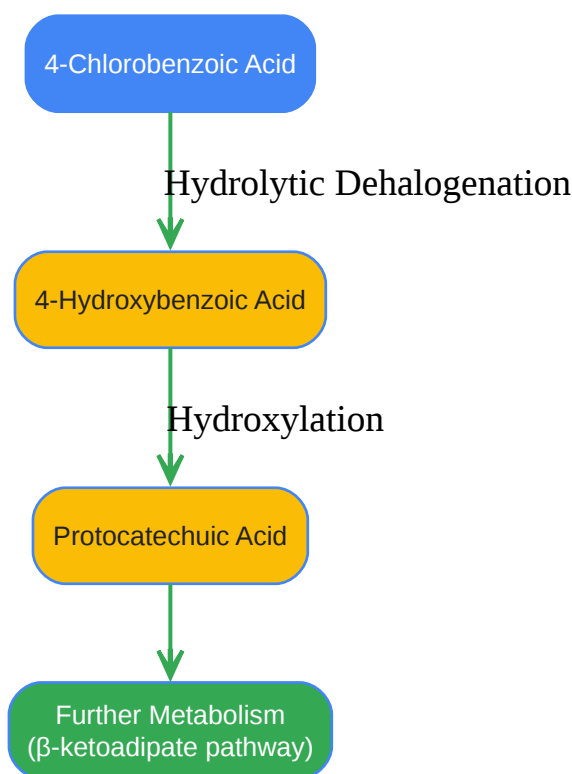 4-Chlorobenzoic Acid
Hydrolytic Dehalogenation
4-Hydroxybenzoic Acid
Hydroxylation
Protocatechuic Acid
Further Metabolism
(β-ketoadipate pathway)